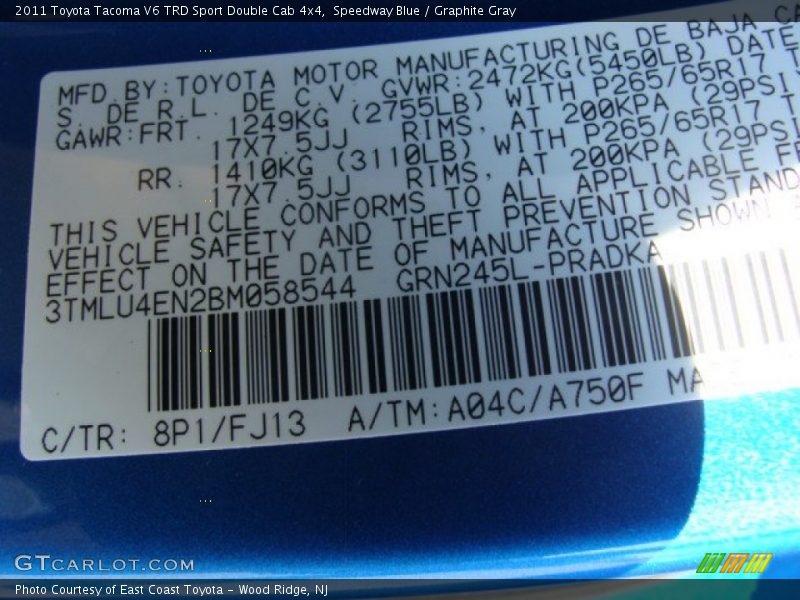 2011 Toyota Tacoma V6 TRD Sport Double Cab 4x4, Speedway Blue / Graphite Gray
MFD.BY:TOYOTA MOTOR MANUFACTURING DE BAJA
S. DE R.L. DE C.V. GVWR:2472KG(5450LB) DATE
GAWR:FRT. 1249KG (2755LB) WITH P265/65R17
17X7.5JJ RIMS, AT 200KPA (29PSI
RR. 1410KG (3110LB) WITH P265/65R17
17X7.5JJ RIMS, AT 200KPA (29PSI
THIS VEHICLE CONFORMS TO ALL APPLICABLE
VEHICLE SAFETY AND THEFT PREVENTION STAND
EFFECT ON THE DATE OF MANUFACTURE SHOWN
3TMLU4EN2BM058544 GRN245L-PRADKA
C/TR: 8P1/FJ13 A/TM:A04C/A750F
GTCARLOT.COM
Photo Courtesy of East Coast Toyota - Wood Ridge, NJ